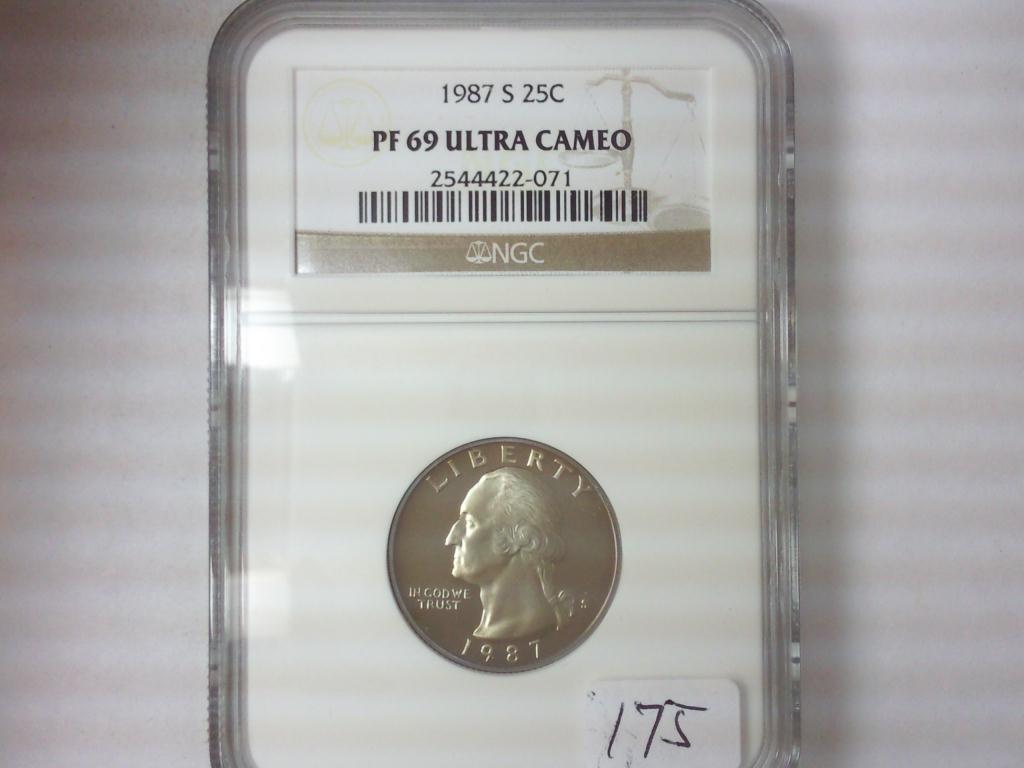 1987 S 25C
PF 69 ULTRA CAMEO
2544422-071
NGC
LIBERTY
IN GOD WE
TRUST
S
1987
175